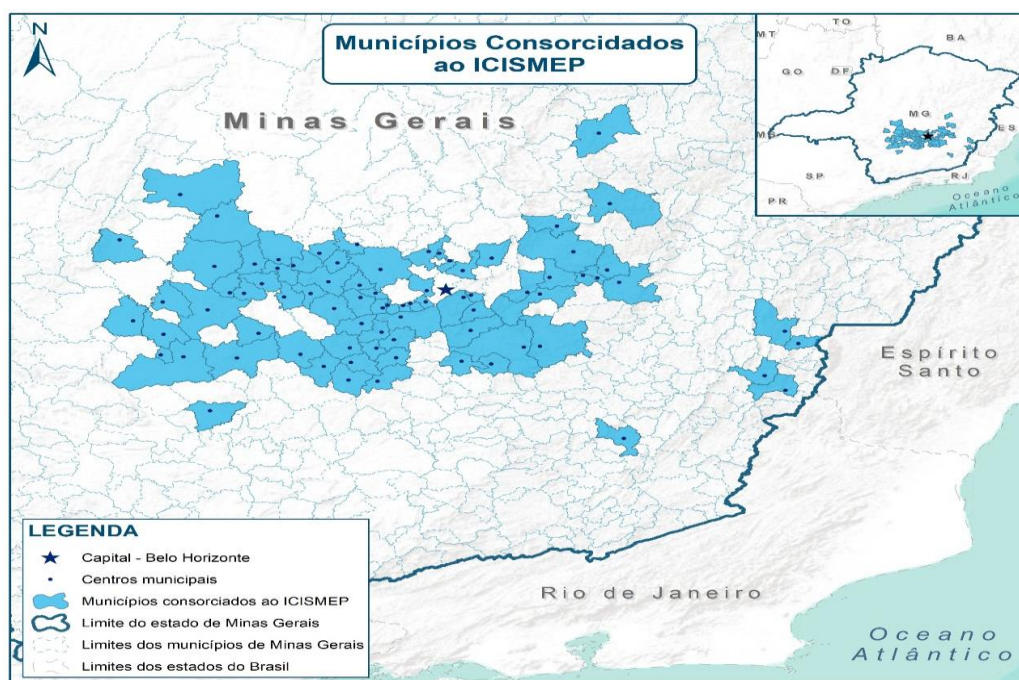 N
Municípios Consorcidados
ao ICISMEP
Minas Gerais
TO
MT
BA
GO
DF
MG
MS
ES
SP
RJ
PR
Oceano
Atlântico
Espírito
Santo
Rio de Janeiro
Oceano
Atlântico
LEGENDA
Capital - Belo Horizonte
Centros municipais
Municípios consorciados ao ICISMEP
Limite do estado de Minas Gerais
Limites dos municípios de Minas Gerais
Limites dos estados do Brasil